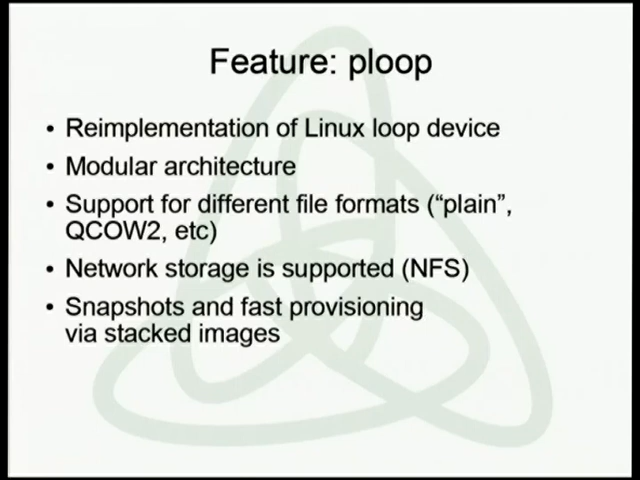 Feature: ploop
• Reimplementation of Linux loop device
• Modular architecture
• Support for different file formats (“plain”,
QCOW2, etc)
• Network storage is supported (NFS)
• Snapshots and fast provisioning
via stacked images